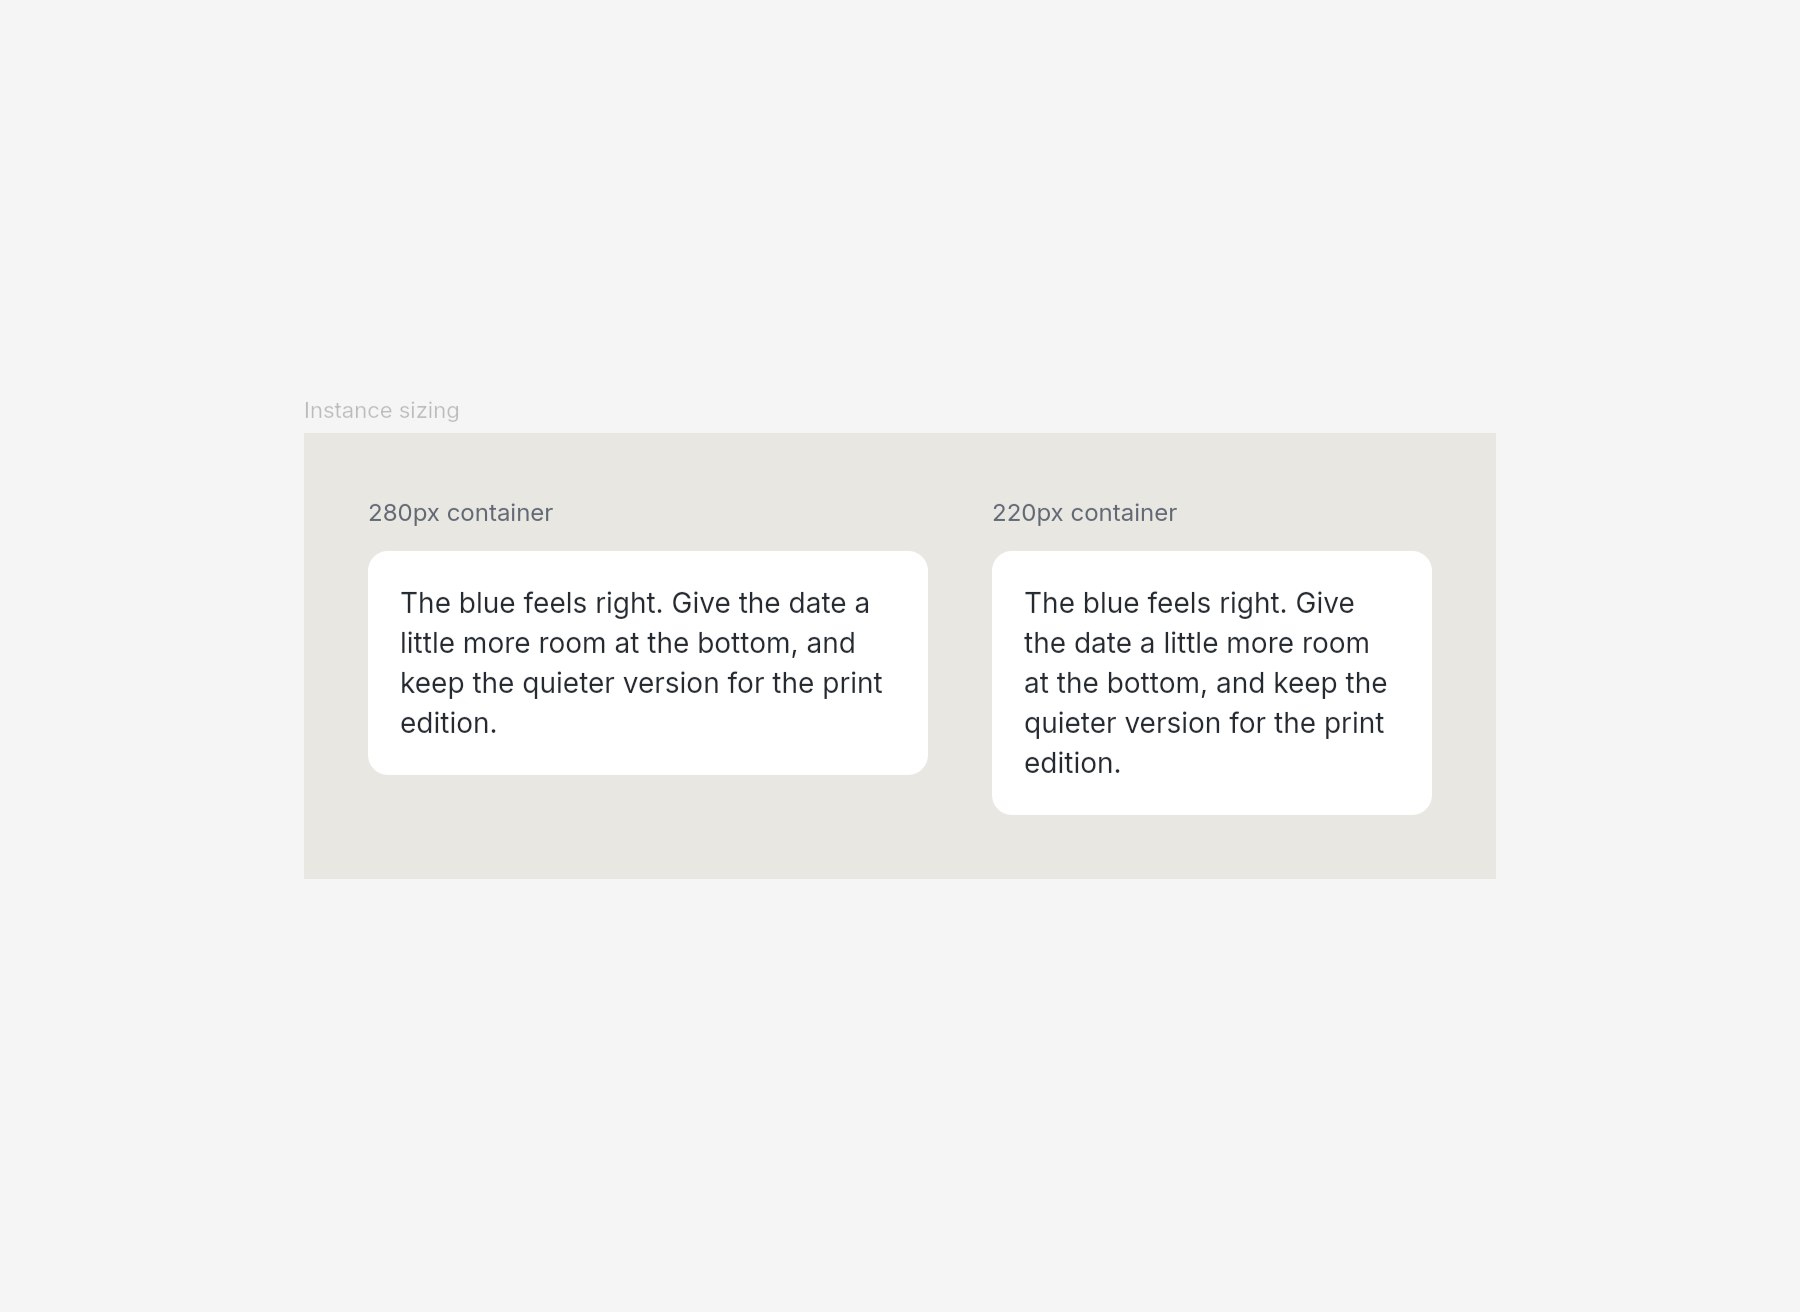 Instance sizing
280px container
The blue feels right. Give the date a
little more room at the bottom, and
keep the quieter version for the print
edition.
220px container
The blue feels right. Give
the date a little more room
at the bottom, and keep the
quieter version for the print
edition.